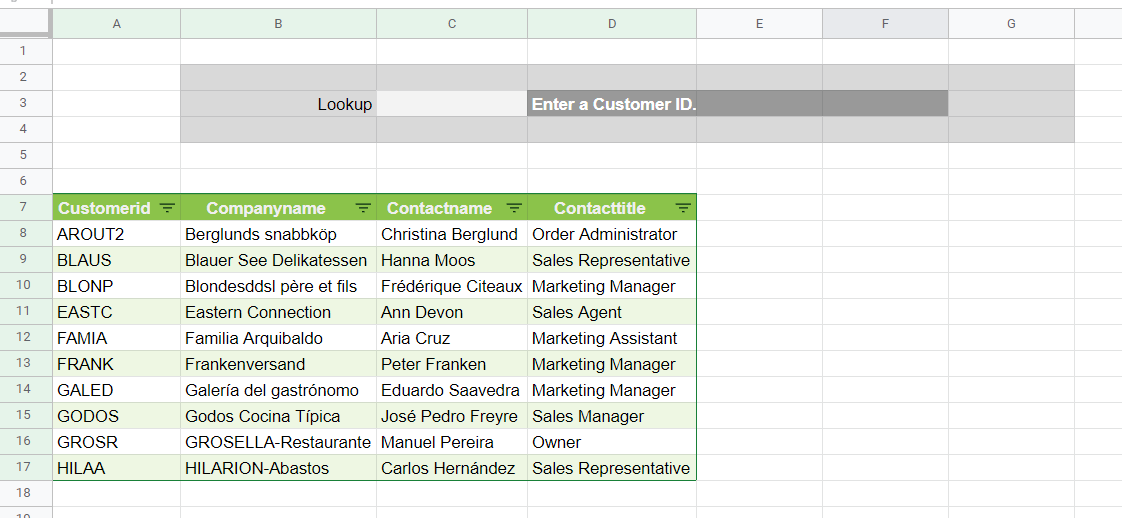 A B C D E F G
1
2
3 Lookup Enter a Customer ID.
4
5
6
7 Customerid Companyname Contactname Contacttitle
8 AROUT2 Berglunds snabbköp Christina Berglund Order Administrator
9 BLAUS Blauer See Delikatessen Hanna Moos Sales Representative
10 BLONP Blondesddsl père et fils Frédérique Citeaux Marketing Manager
11 EASTC Eastern Connection Ann Devon Sales Agent
12 FAMIA Familia Arquibaldo Aria Cruz Marketing Assistant
13 FRANK Frankenversand Peter Franken Marketing Manager
14 GALED Galería del gastrónomo Eduardo Saavedra Marketing Manager
15 GODOS Godos Cocina Típica José Pedro Freyre Sales Manager
16 GROSR GROSELLA-Restaurante Manuel Pereira Owner
17 HILAA HILARION-Abastos Carlos Hernández Sales Representative
18